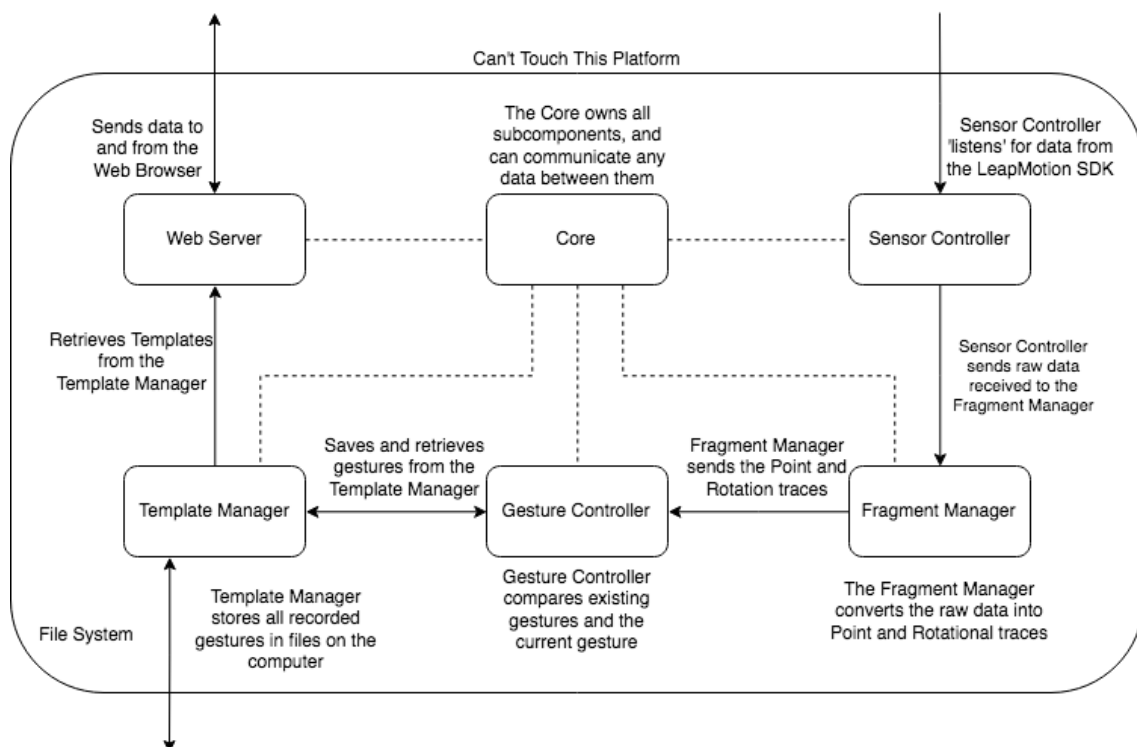 Can't Touch This Platform
Sends data to
and from the
Web Browser
The Core owns all
subcomponents, and
can communicate any
data between them
Sensor Controller
'listens' for data from
the LeapMotion SDK
Web Server
Core
Sensor Controller
Retrieves Templates
from the
Template Manager
Sensor Controller
sends raw data
received to the
Fragment Manager
Saves and retrieves
gestures from the
Template Manager
Fragment Manager
sends the Point and
Rotation traces
Template Manager
Gesture Controller
Fragment Manager
File System
Template Manager
stores all recorded
gestures in files on the
computer
Gesture Controller
compares existing
gestures and the
current gesture
The Fragment Manager
converts the raw data into
Point and Rotational traces